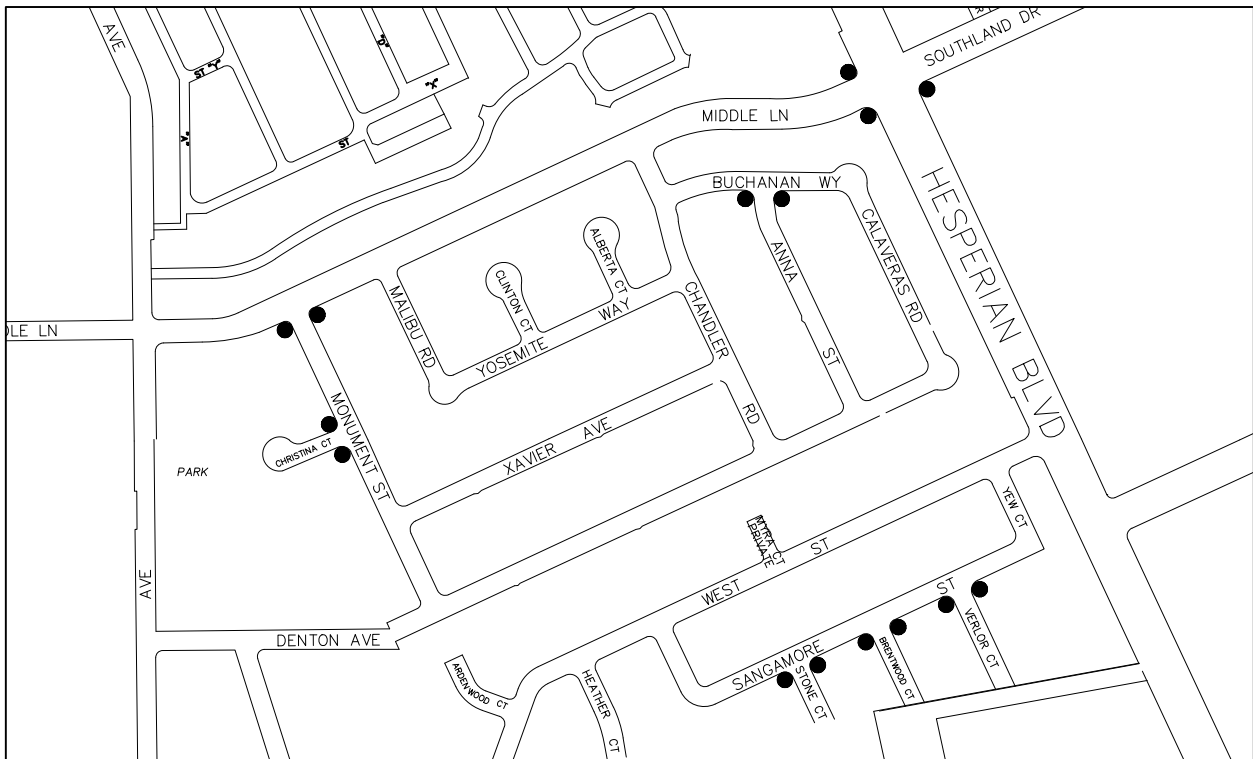 AVE
ST "Y"
"D"
"X"
"A"
ST
SOUTHLAND DR
MIDDLE LN
BUCHANAN WY
HESPERIAN BLVD
CALAVERAS RD
ANNA ST
ALBERTA CT
CLINTON CT
CHANDLER RD
MALIBU RD
YOSEMITE WAY
DLE LN
MONUMENT ST
CHRISTINA CT
PARK
XAVIER AVE
MYRA CT
PRIVATE
YEW CT
WEST ST
AVE
DENTON AVE
ARDENWOOD CT
HEATHER CT
SANGAMORE ST
STONE CT
BRENTWOOD CT
VERLOR CT